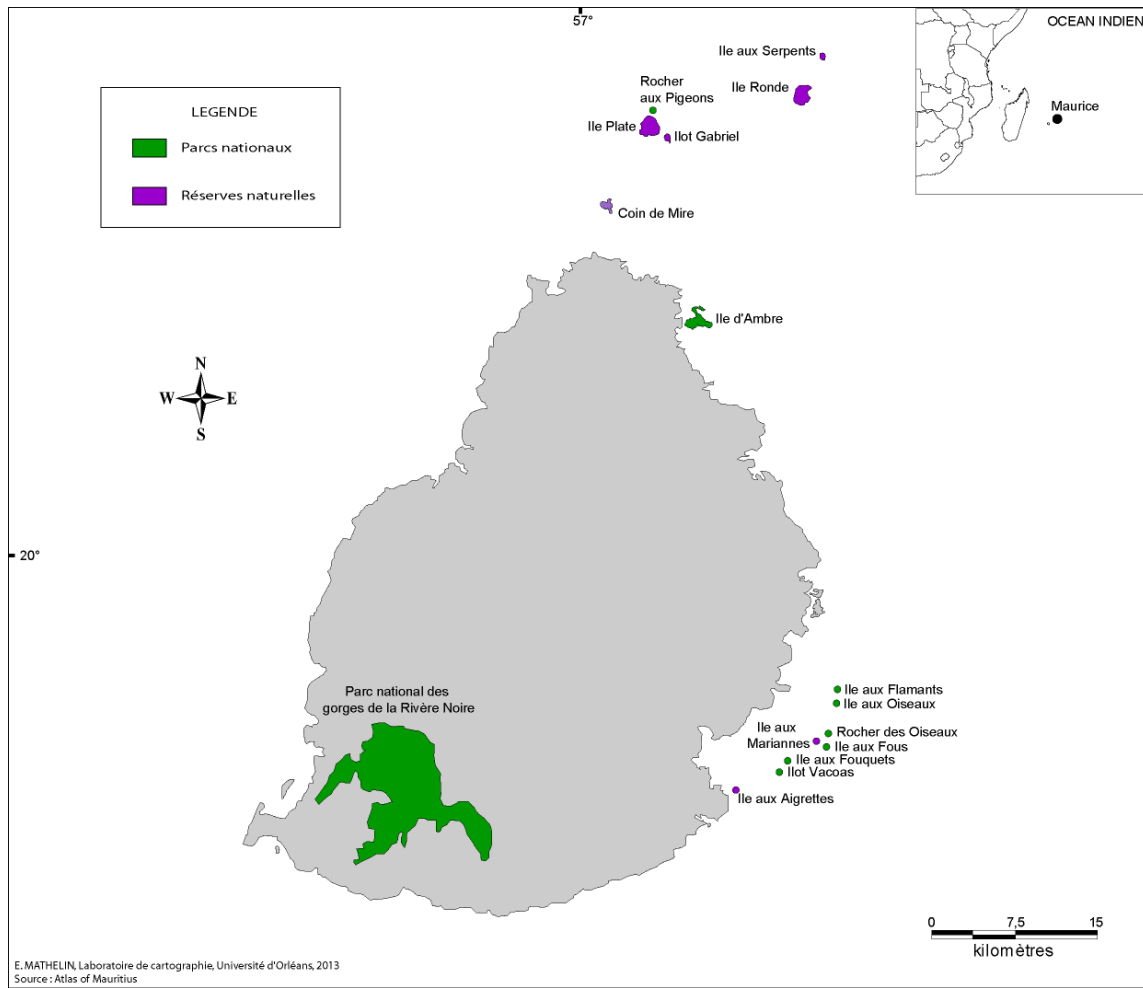 57°
OCEAN INDIEN
Maurice
LEGENDE
Parcs nationaux
Réserves naturelles
Ile aux Serpents
Rocher
aux Pigeons
Ile Ronde
Ile Plate
Ilot Gabriel
Coin de Mire
Ile d'Ambre
N
W
E
S
20°
Parc national des
gorges de la Rivère Noire
Ile aux Flamants
Ile aux Oiseaux
Ile aux
Mariannes
Rocher des Oiseaux
Ile aux Fous
Ile aux Fouquets
Ilot Vacoas
Ile aux Aigrettes
0 7,5 15
kilomètres
E. MATHELIN, Laboratoire de cartographie, Université d'Orléans, 2013
Source : Atlas of Mauritius